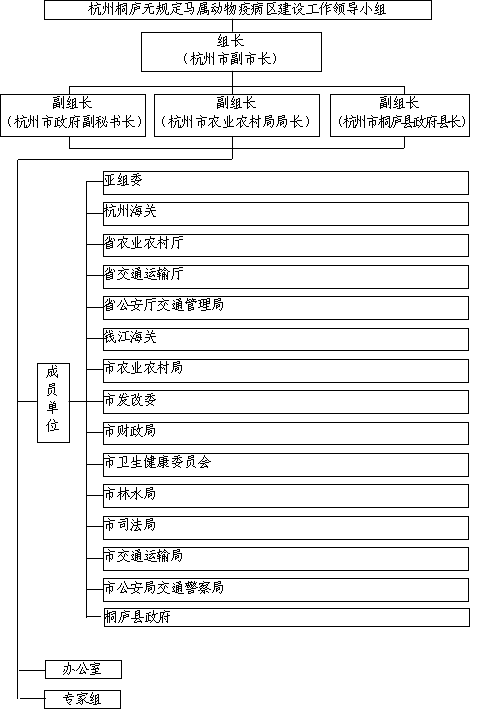 杭州桐庐无规定马属动物疫病区建设工作领导小组
组长
（杭州市副市长）
副组长
（杭州市政府副秘书长）
副组长
（杭州市农业农村局局长）
副组长
（杭州市桐庐县政府县长）
亚组委
杭州海关
省农业农村厅
省交通运输厅
省公安厅交通管理局
钱江海关
市农业农村局
市发改委
市财政局
市卫生健康委员会
市林水局
市司法局
市交通运输局
市公安局交通警察局
桐庐县政府
成员单位
办公室
专家组